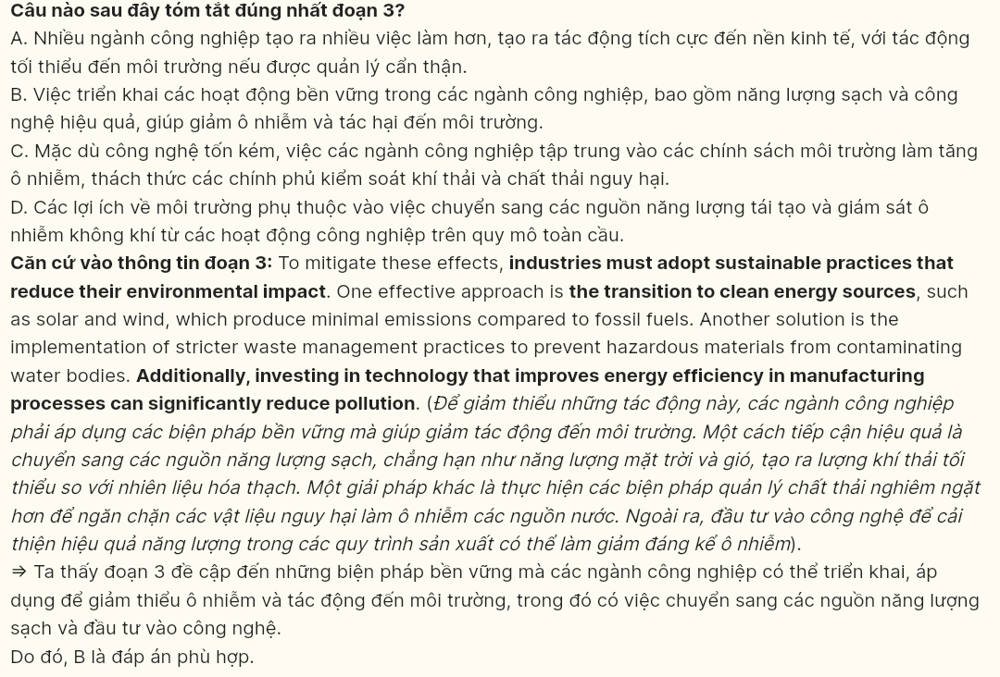 Câu nào sau đây tóm tắt đúng nhất đoạn 3?
A. Nhiều ngành công nghiệp tạo ra nhiều việc làm hơn, tạo ra tác động tích cực đến nền kinh tế, với tác động
tối thiểu đến môi trường nếu được quản lý cẩn thận.
B. Việc triển khai các hoạt động bền vững trong các ngành công nghiệp, bao gồm năng lượng sạch và công
nghệ hiệu quả, giúp giảm ô nhiễm và tác hại đến môi trường.
C. Mặc dù công nghệ tốn kém, việc các ngành công nghiệp tập trung vào các chính sách môi trường làm tăng
ô nhiễm, thách thức các chính phủ kiểm soát khí thải và chất thải nguy hại.
D. Các lợi ích về môi trường phụ thuộc vào việc chuyển sang các nguồn năng lượng tái tạo và giám sát ô
nhiễm không khí từ các hoạt động công nghiệp trên quy mô toàn cầu.
Căn cứ vào thông tin đoạn 3: To mitigate these effects, industries must adopt sustainable practices that
reduce their environmental impact. One effective approach is the transition to clean energy sources, such
as solar and wind, which produce minimal emissions compared to fossil fuels. Another solution is the
implementation of stricter waste management practices to prevent hazardous materials from contaminating
water bodies. Additionally, investing in technology that improves energy efficiency in manufacturing
processes can significantly reduce pollution. (Để giảm thiểu những tác động này, các ngành công nghiệp
phải áp dụng các biện pháp bền vững mà giúp giảm tác động đến môi trường. Một cách tiếp cận hiệu quả là
chuyển sang các nguồn năng lượng sạch, chẳng hạn như năng lượng mặt trời và gió, tạo ra lượng khí thải tối
thiểu so với nhiên liệu hóa thạch. Một giải pháp khác là thực hiện các biện pháp quản lý chất thải nghiêm ngặt
hơn để ngăn chặn các vật liệu nguy hại làm ô nhiễm các nguồn nước. Ngoài ra, đầu tư vào công nghệ để cải
thiện hiệu quả năng lượng trong các quy trình sản xuất có thể làm giảm đáng kể ô nhiễm).
⇒ Ta thấy đoạn 3 đề cập đến những biện pháp bền vững mà các ngành công nghiệp có thể triển khai, áp
dụng để giảm thiểu ô nhiễm và tác động đến môi trường, trong đó có việc chuyển sang các nguồn năng lượng
sạch và đầu tư vào công nghệ.
Do đó, B là đáp án phù hợp.